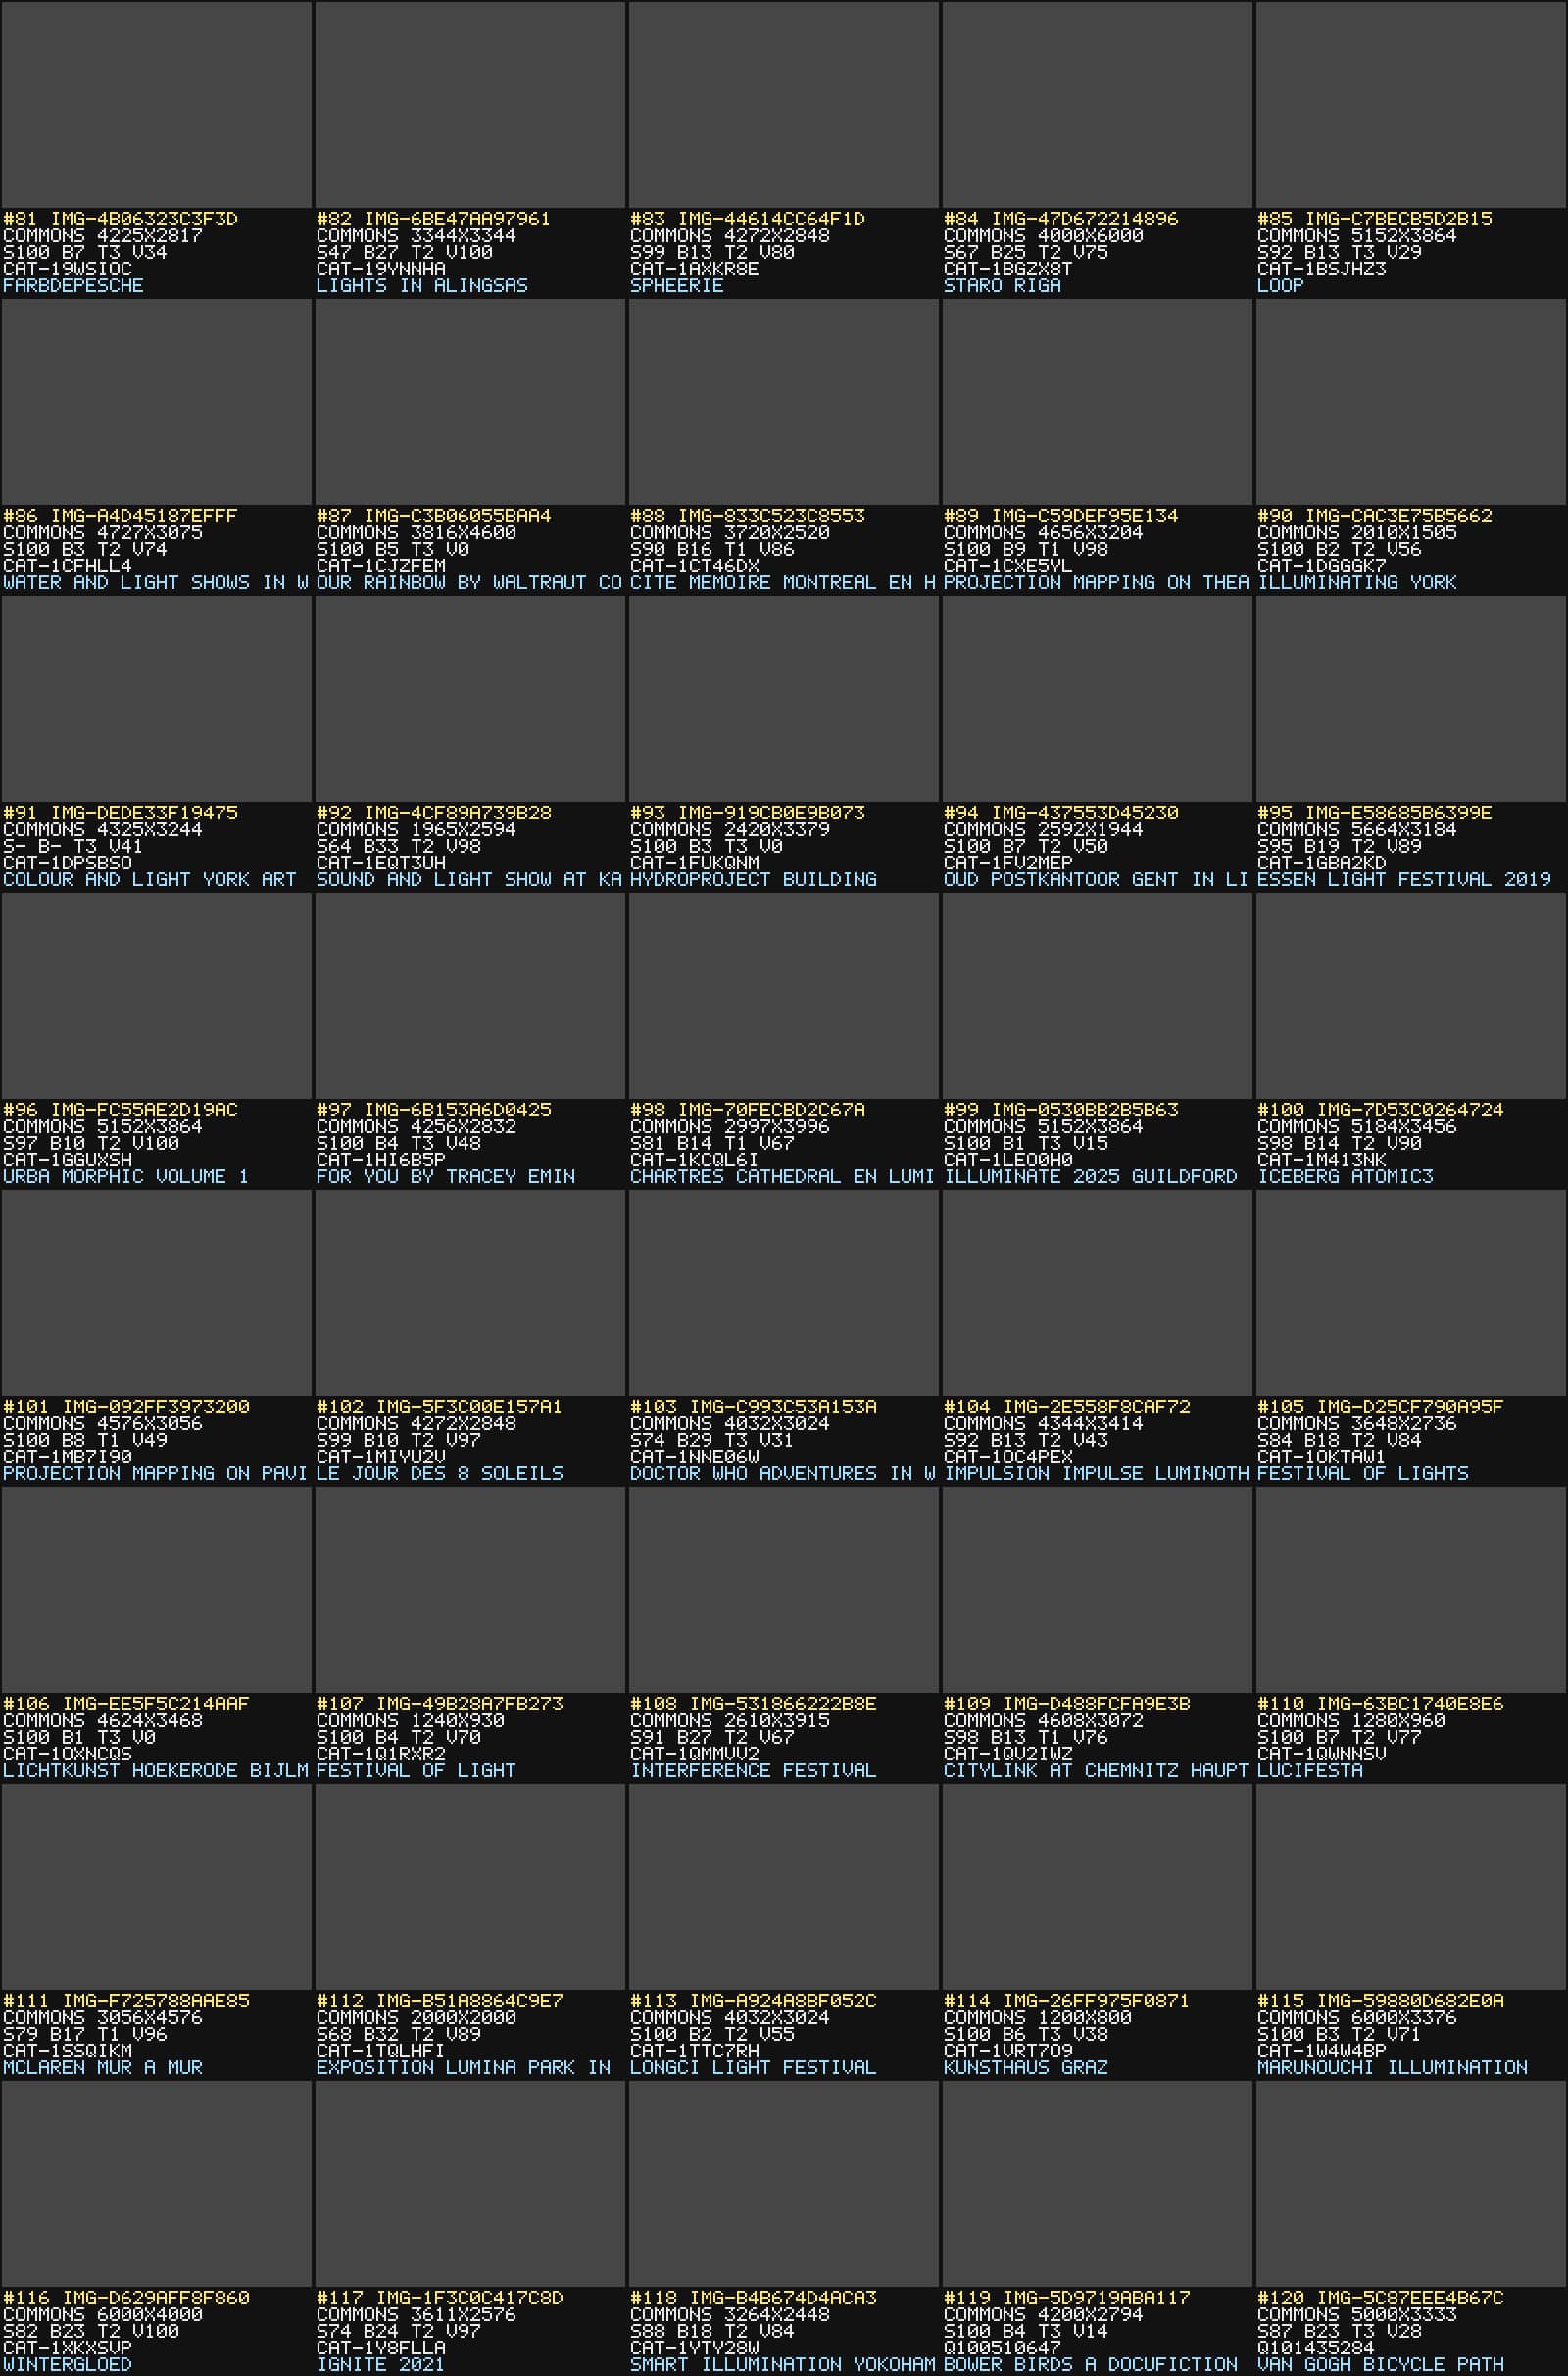 #81 IMG-4B06323C3F3D
COMMONS 4225X2817
S100 B7 T3 V34
CAT-19WSIOC
FARBDEPESCHE
#82 IMG-6BE47AA97961
COMMONS 3344X3344
S47 B27 T2 V100
CAT-19YNNHA
LIGHTS IN ALINGSAS
#83 IMG-44614CC64F1D
COMMONS 4272X2848
S99 B13 T2 V80
CAT-1AXKR8E
SPHEERIE
#84 IMG-47D672214896
COMMONS 4000X6000
S67 B25 T2 V75
CAT-1BGZX8T
STARO RIGA
#85 IMG-C7BECB5D2B15
COMMONS 5152X3864
S92 B13 T3 V29
CAT-1BSJHZ3
LOOP
#86 IMG-A4D45187EFFF
COMMONS 4727X3075
S100 B3 T2 V74
CAT-1CFHLL4
WATER AND LIGHT SHOWS IN W
#87 IMG-C3B06055BAA4
COMMONS 3816X4600
S100 B5 T3 V0
CAT-1CJZFEM
OUR RAINBOW BY WALTRAUT CO
#88 IMG-833C523C8553
COMMONS 3720X2520
S90 B16 T1 V86
CAT-1CT46DX
CITE MEMOIRE MONTREAL EN H
#89 IMG-C59DEF95E134
COMMONS 4656X3204
S100 B9 T1 V98
CAT-1CXE5YL
PROJECTION MAPPING ON THEA
#90 IMG-CAC3E75B5662
COMMONS 2010X1505
S100 B2 T2 V56
CAT-1DGGGK7
ILLUMINATING YORK
#91 IMG-DEDE33F19475
COMMONS 4325X3244
S- B- T3 V41
CAT-1DPSBSO
COLOUR AND LIGHT YORK ART
#92 IMG-4CF89A739B28
COMMONS 1965X2594
S64 B33 T2 V98
CAT-1EQT3UH
SOUND AND LIGHT SHOW AT KA
#93 IMG-919CB0E9B073
COMMONS 2420X3379
S100 B3 T3 V0
CAT-1FUKQNM
HYDROPROJECT BUILDING
#94 IMG-437553D45230
COMMONS 2592X1944
S100 B7 T2 V50
CAT-1FV2MEP
OUD POSTKANTOOR GENT IN LI
#95 IMG-E58685B6399E
COMMONS 5664X3184
S95 B19 T2 V89
CAT-1GBA2KD
ESSEN LIGHT FESTIVAL 2019
#96 IMG-FC55AE2D19AC
COMMONS 5152X3864
S97 B10 T2 V100
CAT-1GGUXSH
URBA MORPHIC VOLUME 1
#97 IMG-6B153A6D0425
COMMONS 4256X2832
S100 B4 T3 V48
CAT-1HI6B5P
FOR YOU BY TRACEY EMIN
#98 IMG-70FECBD2C67A
COMMONS 2997X3996
S81 B14 T1 V67
CAT-1KCQL6I
CHARTRES CATHEDRAL EN LUMI
#99 IMG-0530BB2B5B63
COMMONS 5152X3864
S100 B1 T3 V15
CAT-1LEO0H0
ILLUMINATE 2025 GUILDFORD
#100 IMG-7D53C0264724
COMMONS 5184X3456
S98 B14 T2 V90
CAT-1M413NK
ICEBERG ATOMIC3
#101 IMG-092FF3973200
COMMONS 4576X3056
S100 B8 T1 V49
CAT-1MB7I90
PROJECTION MAPPING ON PAVI
#102 IMG-5F3C00E157A1
COMMONS 4272X2848
S99 B10 T2 V97
CAT-1MIYU2V
LE JOUR DES 8 SOLEILS
#103 IMG-C993C53A153A
COMMONS 4032X3024
S74 B29 T3 V31
CAT-1NNE06W
DOCTOR WHO ADVENTURES IN W
#104 IMG-2E558F8CAF72
COMMONS 4344X3414
S92 B13 T2 V43
CAT-1OC4PEX
IMPULSION IMPULSE LUMINOTH
#105 IMG-D25CF790A95F
COMMONS 3648X2736
S84 B18 T2 V84
CAT-1OKTAW1
FESTIVAL OF LIGHTS
#106 IMG-EE5F5C214AAF
COMMONS 4624X3468
S100 B1 T3 V0
CAT-1OXNCQS
LICHTKUNST HOEKERODE BIJLM
#107 IMG-49B28A7FB273
COMMONS 1240X930
S100 B4 T2 V70
CAT-1Q1RXR2
FESTIVAL OF LIGHT
#108 IMG-531866222B8E
COMMONS 2610X3915
S91 B27 T2 V67
CAT-1QMMVV2
INTERFERENCE FESTIVAL
#109 IMG-D488FCFA9E3B
COMMONS 4608X3072
S98 B13 T1 V76
CAT-1QV2IWZ
CITYLINK AT CHEMNITZ HAUPT
#110 IMG-63BC1740E8E6
COMMONS 1280X960
S100 B7 T2 V77
CAT-1QWNNSV
LUCIFESTA
#111 IMG-F725788AAE85
COMMONS 3056X4576
S79 B17 T1 V96
CAT-1SSQIKM
MCLAREN MUR A MUR
#112 IMG-B51A8864C9E7
COMMONS 2000X2000
S68 B32 T2 V89
CAT-1TQLHFI
EXPOSITION LUMINA PARK IN
#113 IMG-A924A8BF052C
COMMONS 4032X3024
S100 B2 T2 V55
CAT-1TTC7RH
LONGCI LIGHT FESTIVAL
#114 IMG-26FF975F0871
COMMONS 1200X800
S100 B6 T3 V38
CAT-1VRT7O9
KUNSTHAUS GRAZ
#115 IMG-59880D682E0A
COMMONS 6000X3376
S100 B3 T2 V71
CAT-1W4W4BP
MARUNOUCHI ILLUMINATION
#116 IMG-D629AFF8F860
COMMONS 6000X4000
S82 B23 T2 V100
CAT-1XKXSVP
WINTERGLOED
#117 IMG-1F3C0C417C8D
COMMONS 3611X2576
S74 B24 T2 V97
CAT-1Y8FLLA
IGNITE 2021
#118 IMG-B4B674D4ACA3
COMMONS 3264X2448
S88 B18 T2 V84
CAT-1YTY28W
SMART ILLUMINATION YOKOHAM
#119 IMG-5D9719ABA117
COMMONS 4200X2794
S100 B4 T3 V14
Q100510647
BOWER BIRDS A DOCUFICTION
#120 IMG-5C87EEE4B67C
COMMONS 5000X3333
S87 B23 T3 V28
Q101435284
VAN GOGH BICYCLE PATH